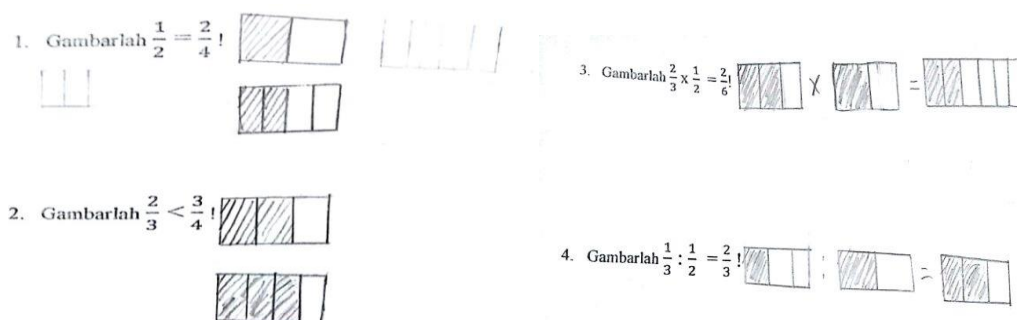 1. Gambarlah 1/2 = 2/4 !
2. Gambarlah 2/3 < 3/4 !
3. Gambarlah 2/3 x 1/2 = 2/6! X =
4. Gambarlah 1/3 : 1/2 = 2/3 ! : =